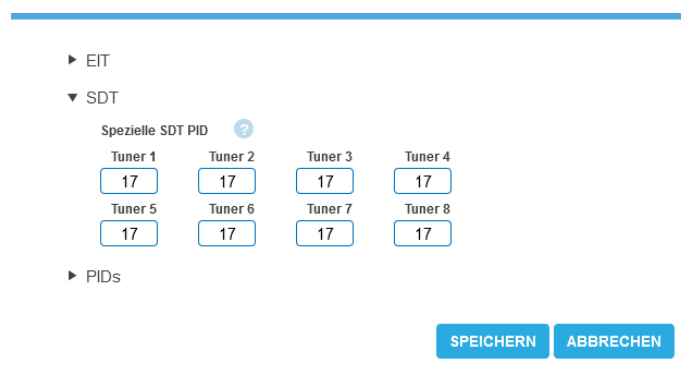 EIT
SDT
Spezielle SDT PID ?
Tuner 1 Tuner 2 Tuner 3 Tuner 4
17 17 17 17
Tuner 5 Tuner 6 Tuner 7 Tuner 8
17 17 17 17
PIDs
SPEICHERN ABBRECHEN